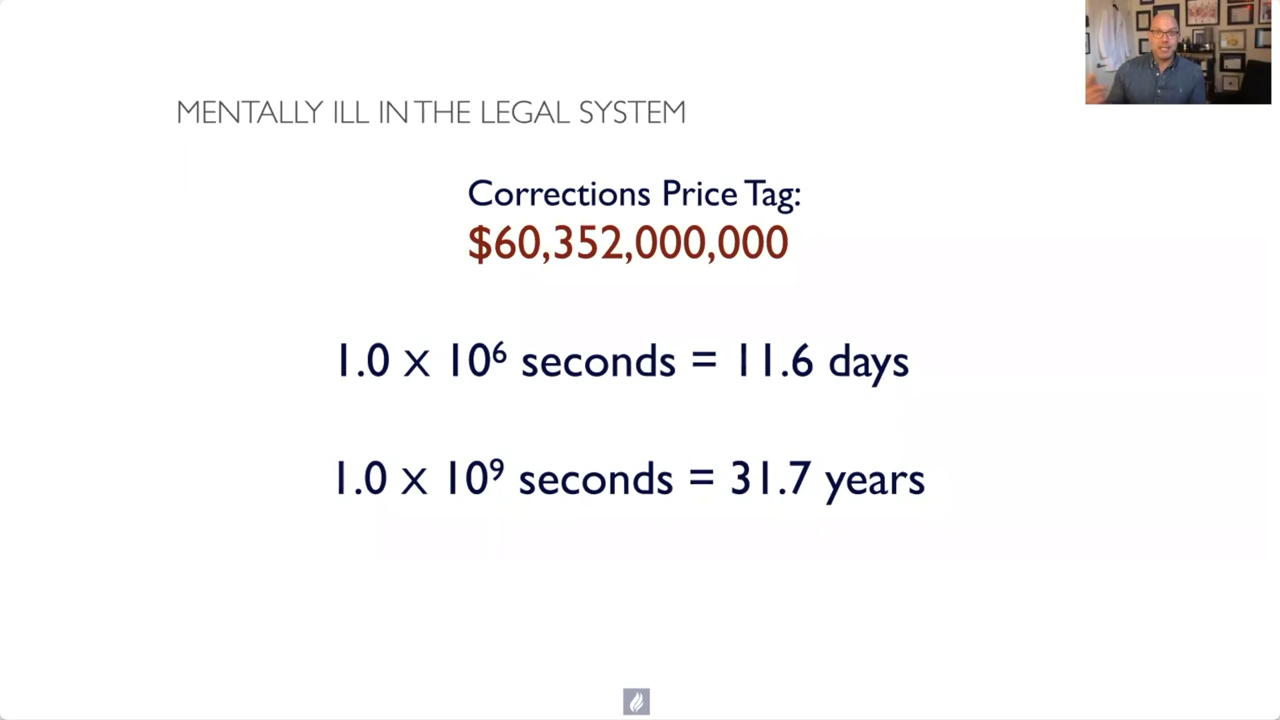 MENTALLY ILL IN THE LEGAL SYSTEM
Corrections Price Tag:
$60,352,000,000
1.0 x 10⁶ seconds = 11.6 days
1.0 x 10⁹ seconds = 31.7 years